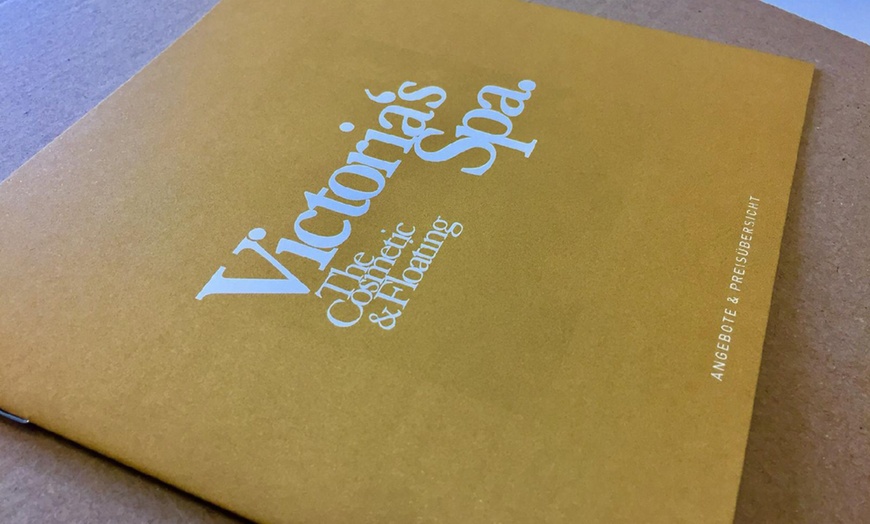 Victoria's
Spa.
The
Cosmetic
& Floating
ANGEBOTE & PREISÜBERSICHT